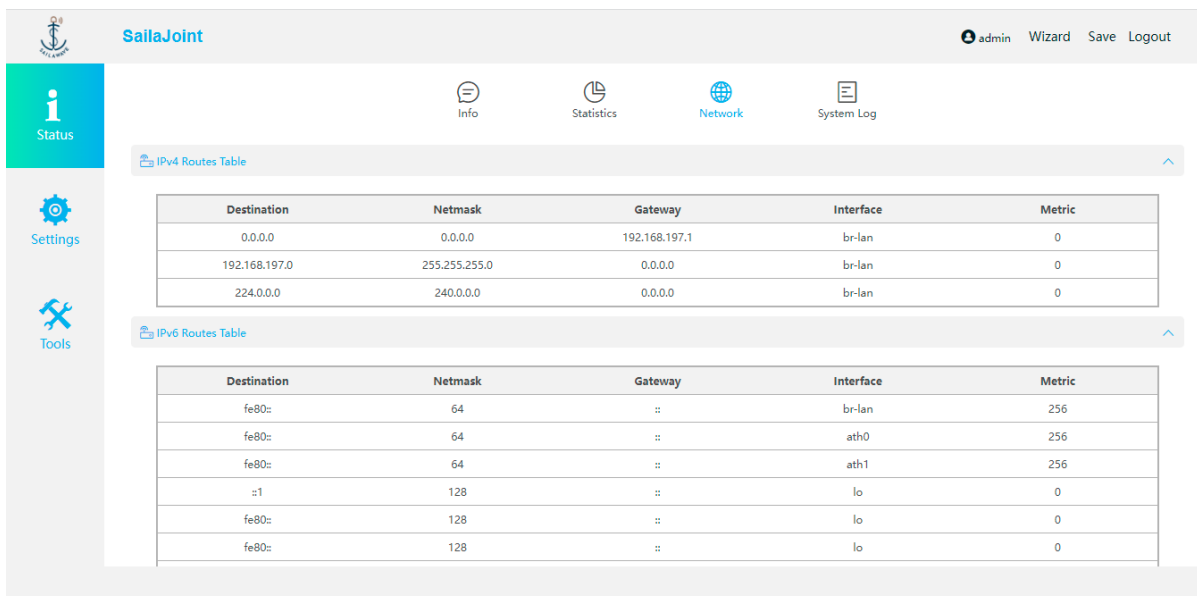 SAILAWAVE
SailaJoint
admin Wizard Save Logout
Status
Settings
Tools
Info Statistics Network System Log
IPv4 Routes Table
Destination Netmask Gateway Interface Metric
0.0.0.0 0.0.0.0 192.168.197.1 br-lan 0
192.168.197.0 255.255.255.0 0.0.0.0 br-lan 0
224.0.0.0 240.0.0.0 0.0.0.0 br-lan 0
IPv6 Routes Table
Destination Netmask Gateway Interface Metric
fe80:: 64 :: br-lan 256
fe80:: 64 :: ath0 256
fe80:: 64 :: ath1 256
::1 128 :: lo 0
fe80:: 128 :: lo 0
fe80:: 128 :: lo 0